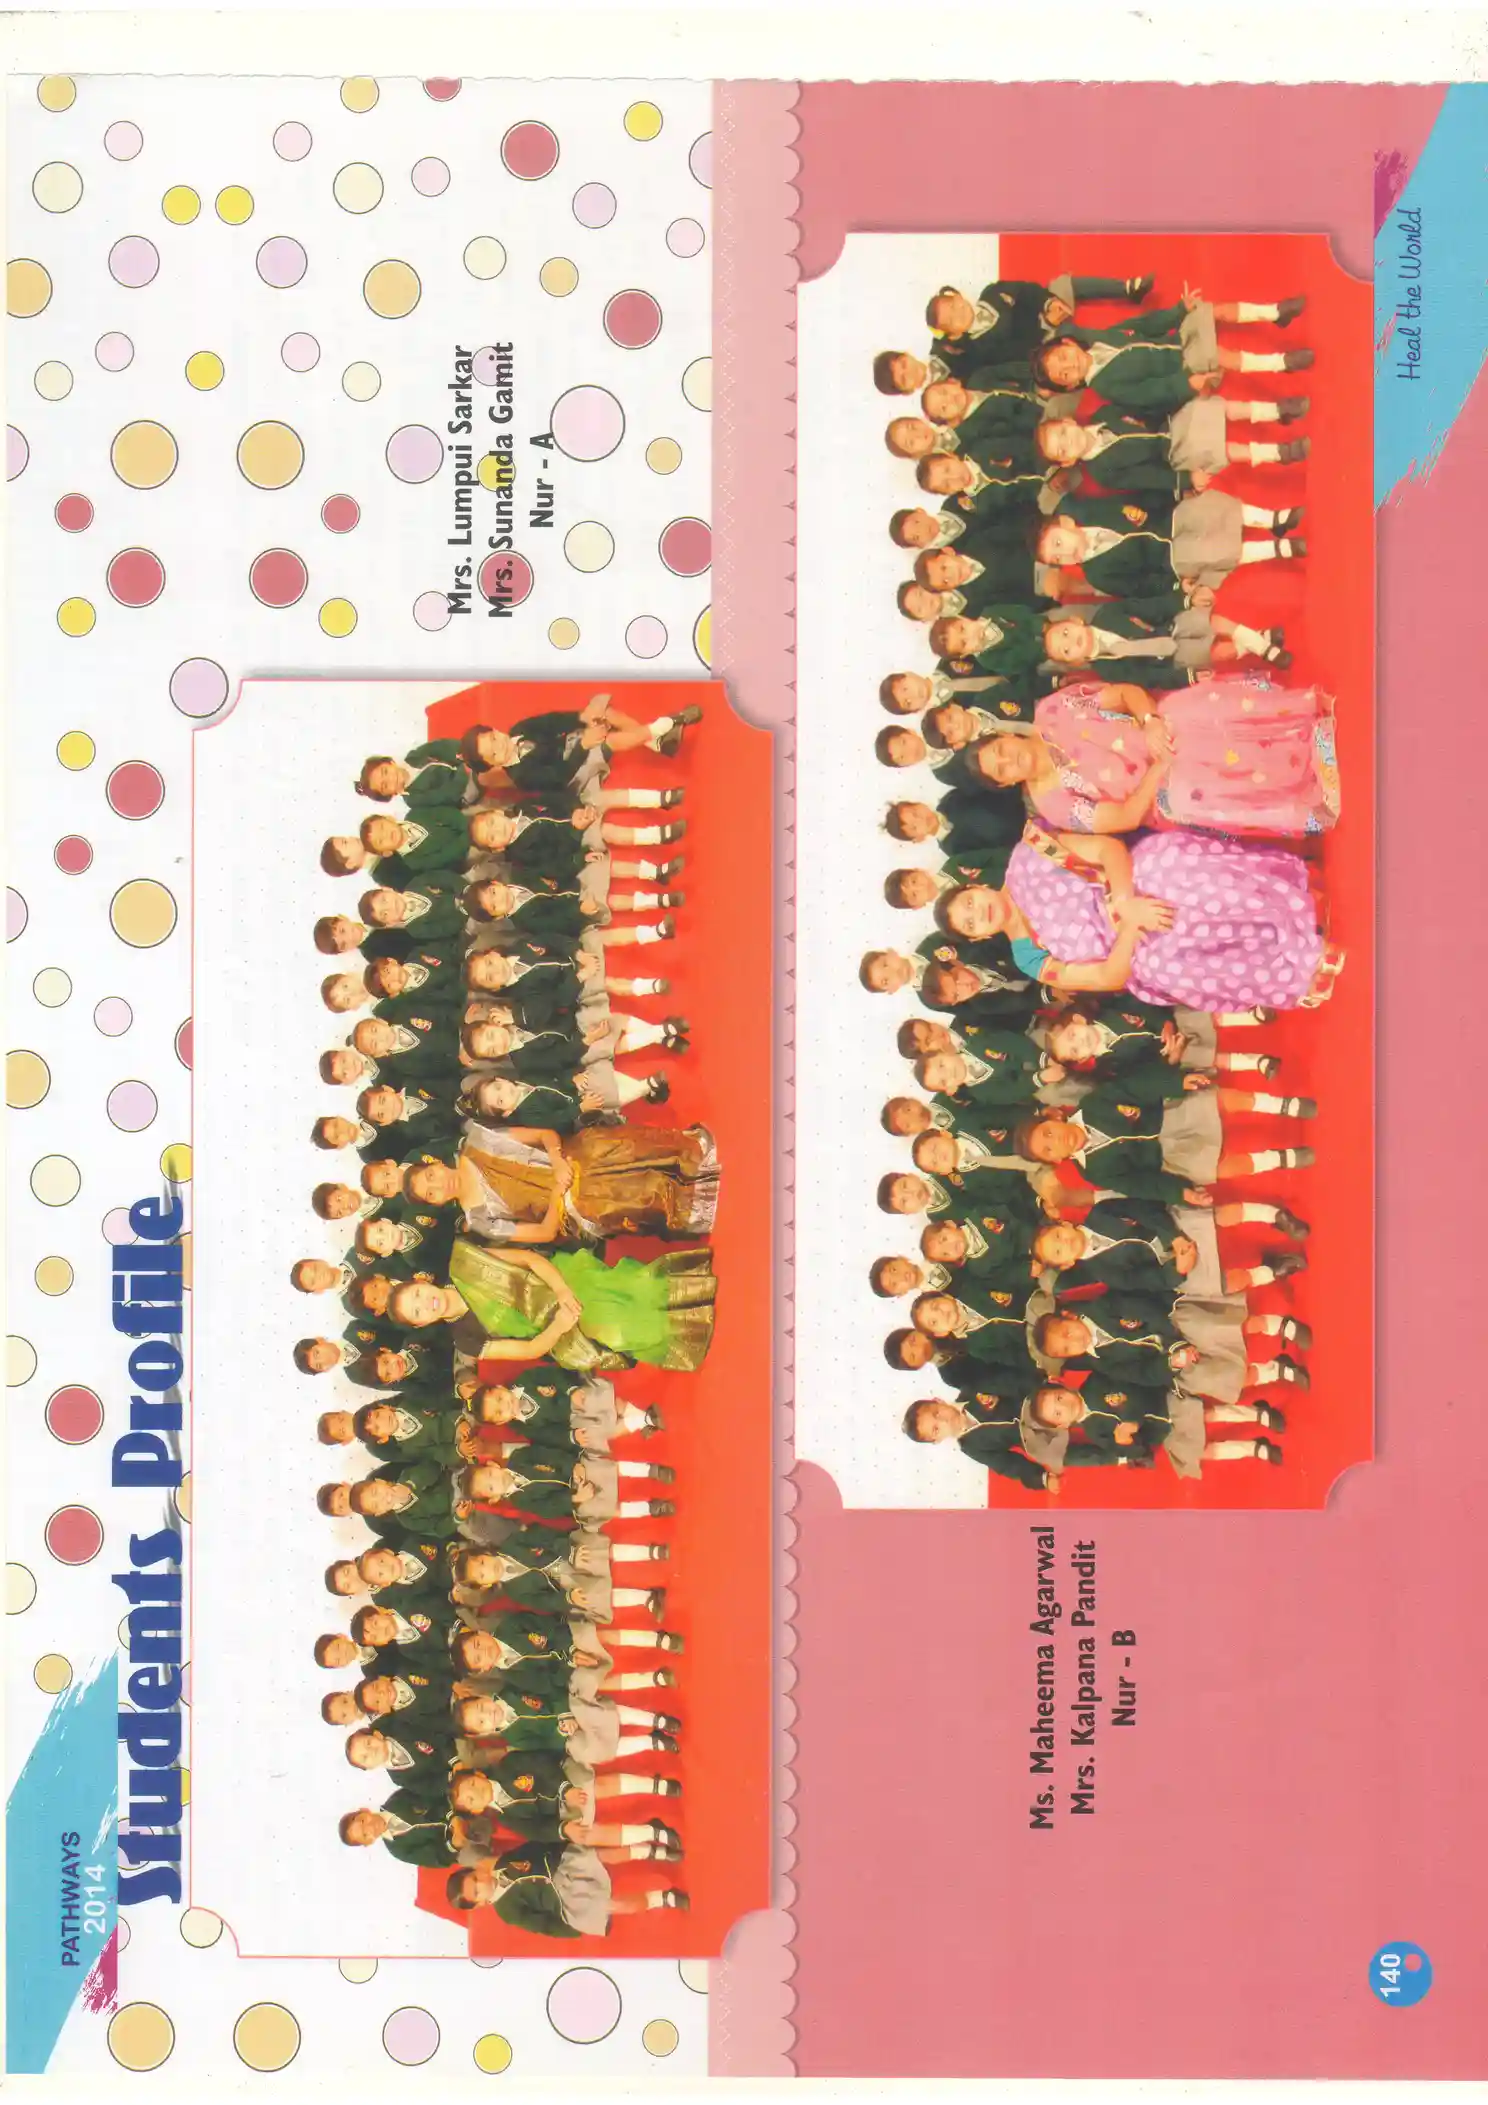 PATHWAYS
2014
Students Profile
Mrs. Lumpui Sarkar
Mrs. Sunanda Gamit
Nur - A
Ms. Maheema Agarwal
Mrs. Kalpana Pandit
Nur - B
140
Heal the World